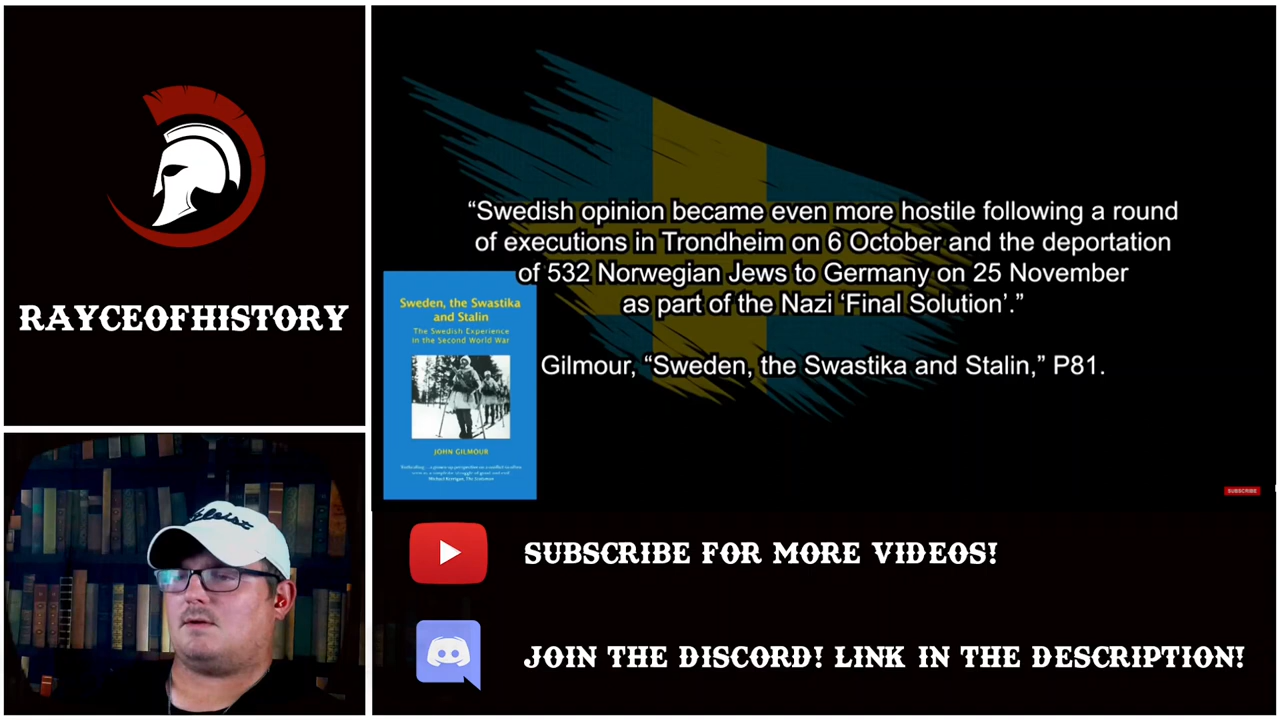 RAYCEOFHISTORY
“Swedish opinion became even more hostile following a round
of executions in Trondheim on 6 October and the deportation
of 532 Norwegian Jews to Germany on 25 November
as part of the Nazi ‘Final Solution’.”
Gilmour, “Sweden, the Swastika and Stalin,” P81.
Sweden, the Swastika
and Stalin
The Swedish Experience
in the Second World War
JOHN GILMOUR
SUBSCRIBE
Titleist
SUBSCRIBE FOR MORE VIDEOS!
JOIN THE DISCORD! LINK IN THE DESCRIPTION!